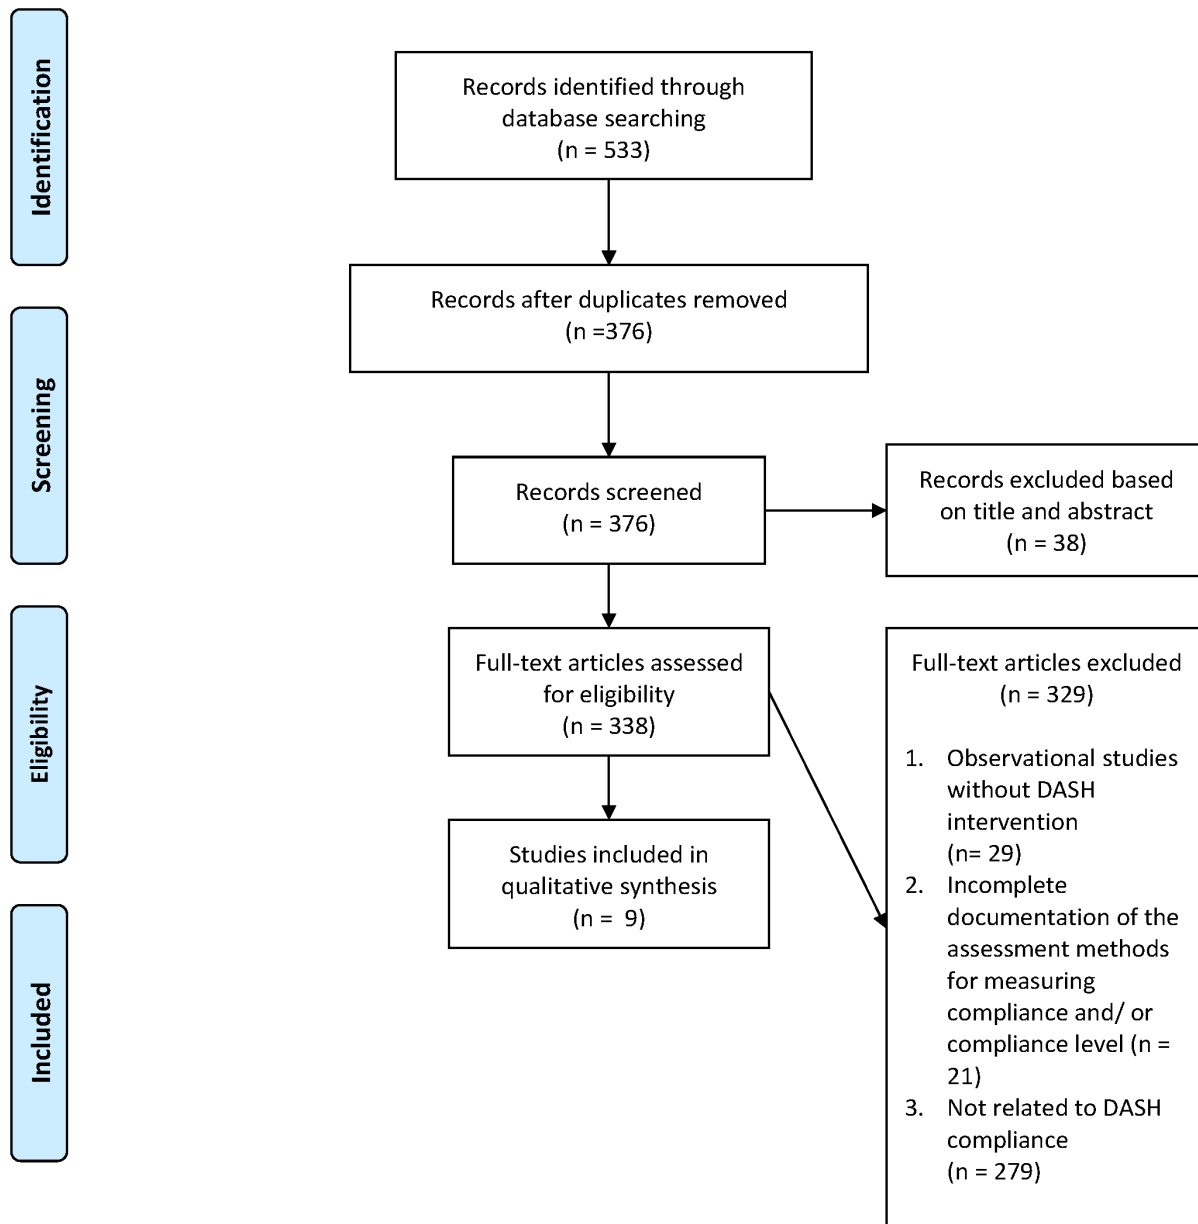 Identification
Records identified through
database searching
(n = 533)
Records after duplicates removed
(n =376)
Screening
Records screened
(n = 376)
Records excluded based
on title and abstract
(n = 38)
Eligibility
Full-text articles assessed
for eligibility
(n = 338)
Full-text articles excluded
(n = 329)
1. Observational studies
without DASH
intervention
(n= 29)
2. Incomplete
documentation of the
assessment methods
for measuring
compliance and/ or
compliance level (n =
21)
3. Not related to DASH
compliance
(n = 279)
Studies included in
qualitative synthesis
(n = 9)
Included